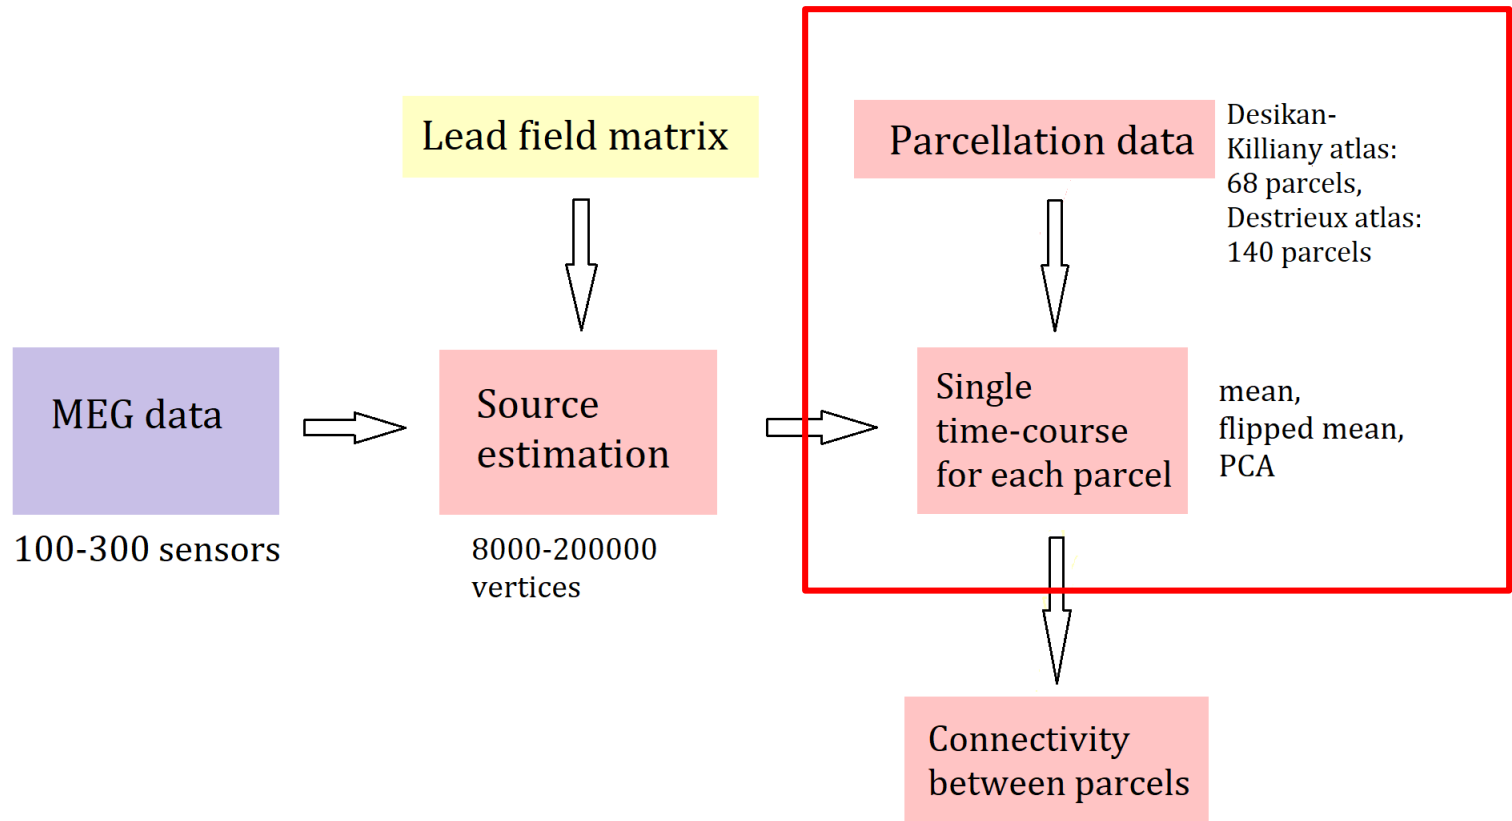 Lead field matrix
Parcellation data
Desikan-
Killiany atlas:
68 parcels,
Destrieux atlas:
140 parcels
MEG data
100-300 sensors
Source
estimation
8000-200000
vertices
Single
time-course
for each parcel
mean,
flipped mean,
PCA
Connectivity
between parcels